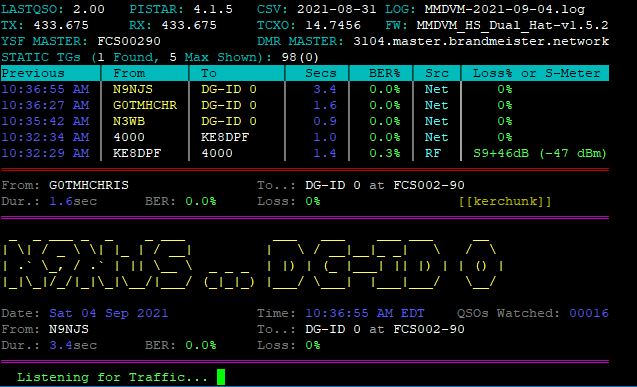 LASTQSO: 2.00 PISTAR: 4.1.5 CSV: 2021-08-31 LOG: MMDVM-2021-09-04.log
TX: 433.675 RX: 433.675 TCXO: 14.7456 FW: MMDVM_HS_Dual_Hat-v1.5.2
YSF MASTER: FCS00290 DMR MASTER: 3104.master.brandmeister.network
STATIC TGs (1 Found, 5 Max Shown): 98(0)
Previous | From | To | Secs | BER% | Src | Loss% or S-Meter
10:36:55 AM | N9NJS | DG-ID 0 | 3.4 | 0.0% | Net | 0%
10:36:27 AM | G0TMHCHR | DG-ID 0 | 1.6 | 0.0% | Net | 0%
10:35:42 AM | N3WB | DG-ID 0 | 0.9 | 0.0% | Net | 0%
10:32:34 AM | 4000 | KE8DPF | 1.0 | 0.0% | Net | 0%
10:32:29 AM | KE8DPF | 4000 | 1.4 | 0.3% | RF | S9+46dB (-47 dBm)
From: G0TMHCHRIS To..: DG-ID 0 at FCS002-90
Dur.: 1.6sec BER: 0.0% Loss: 0% [[kerchunk]]
N9NJS... DG-ID 0
Date: Sat 04 Sep 2021 Time: 10:36:55 AM EDT QSOs Watched: 00016
From: N9NJS To..: DG-ID 0 at FCS002-90
Dur.: 3.4sec BER: 0.0% Loss: 0%
Listening for Traffic...